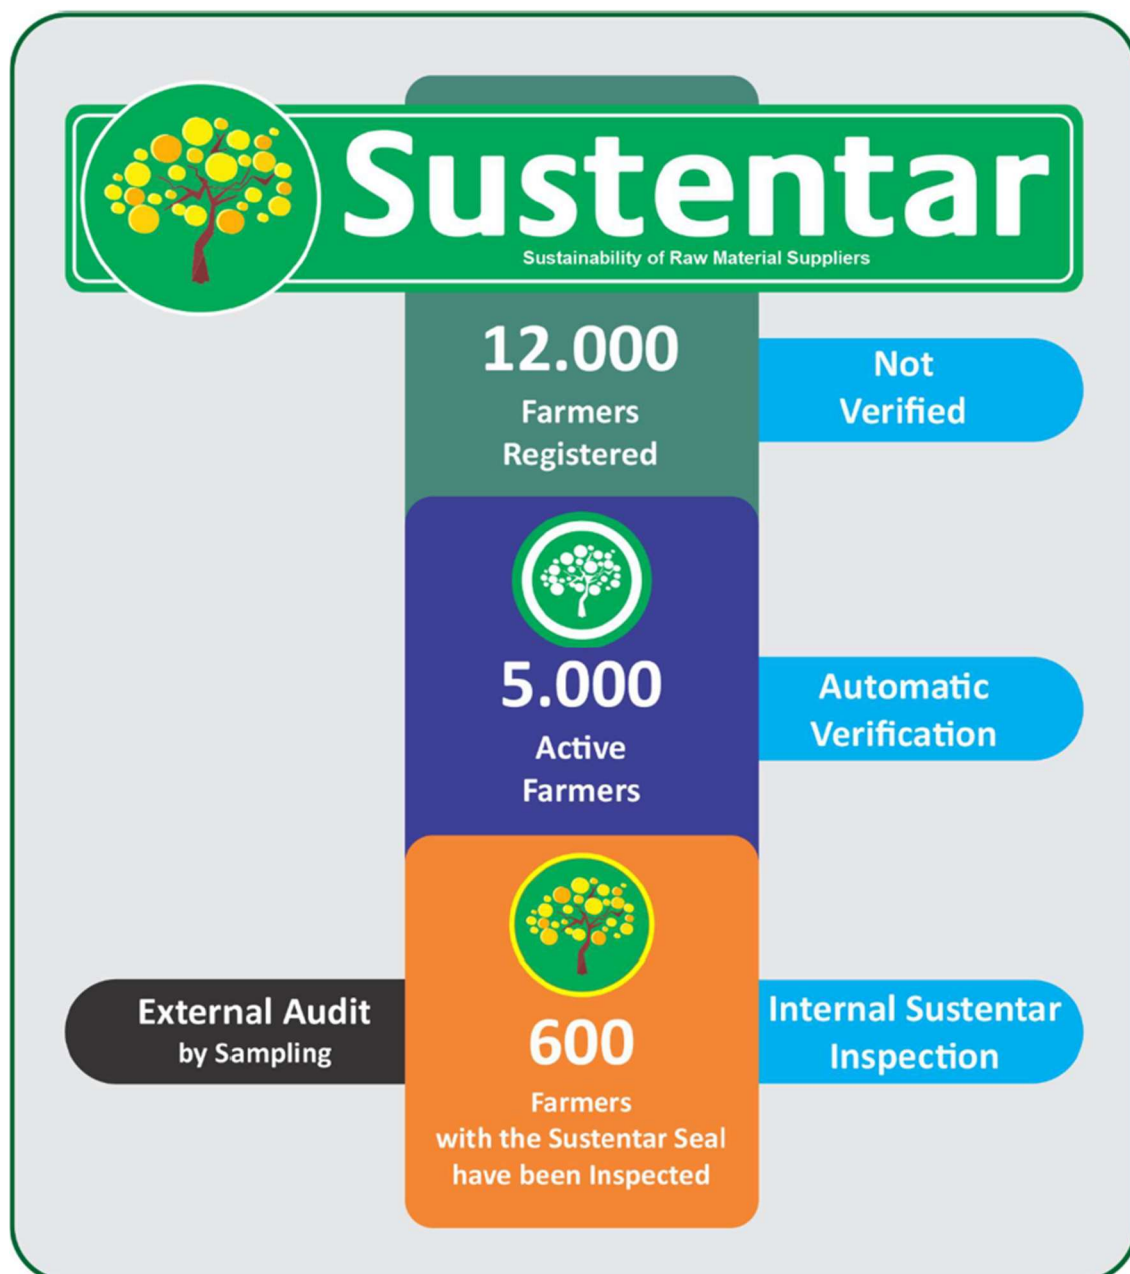 Sustentar
Sustainability of Raw Material Suppliers
12.000
Farmers
Registered
Not
Verified
5.000
Active
Farmers
Automatic
Verification
External Audit
by Sampling
600
Farmers
with the Sustentar Seal
have been Inspected
Internal Sustentar
Inspection